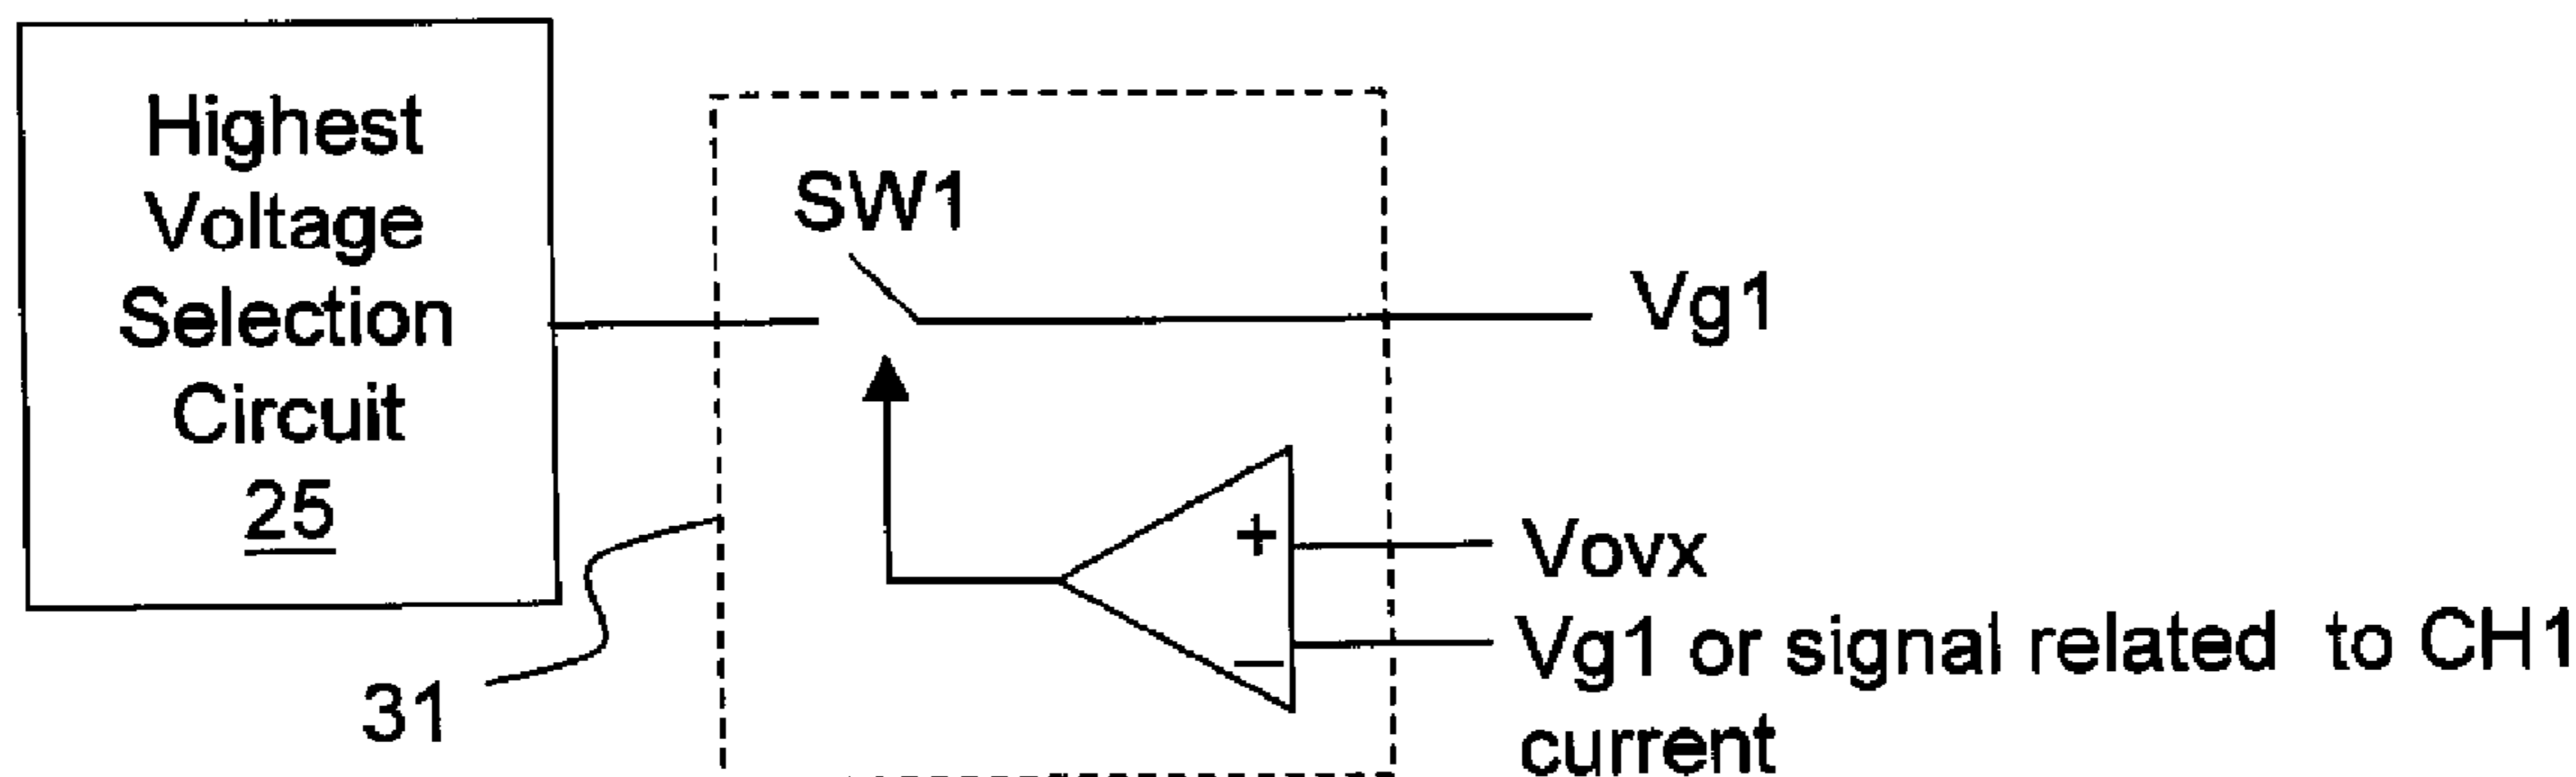 Highest
Voltage
Selection
Circuit
25
SW1
Vg1
+
Vovx
−
Vg1 or signal related to CH1
current
31